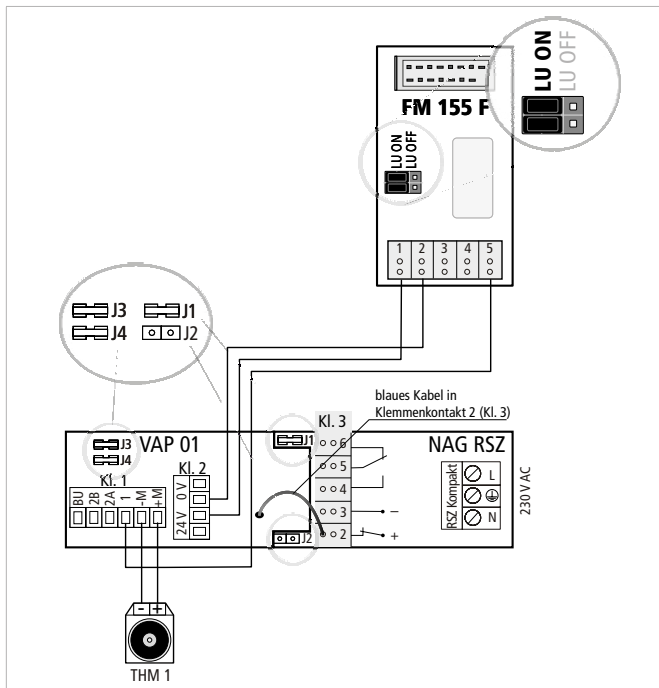 LU ON
LU OFF
FM 155 F
LU ON
LU OFF
1 2 3 4 5
J3 J1
J4 J2
blaues Kabel in
Klemmenkontakt 2 (Kl. 3)
Kl. 3
VAP 01
NAG RSZ
J3
J4
J1
J2
Kl. 1
BU 2B 2A 1 -M +M
Kl. 2
0 V
24 V
6
5
4
3 -
2 +
RSZ Kompakt
L
N
230 V AC
- +
THM 1